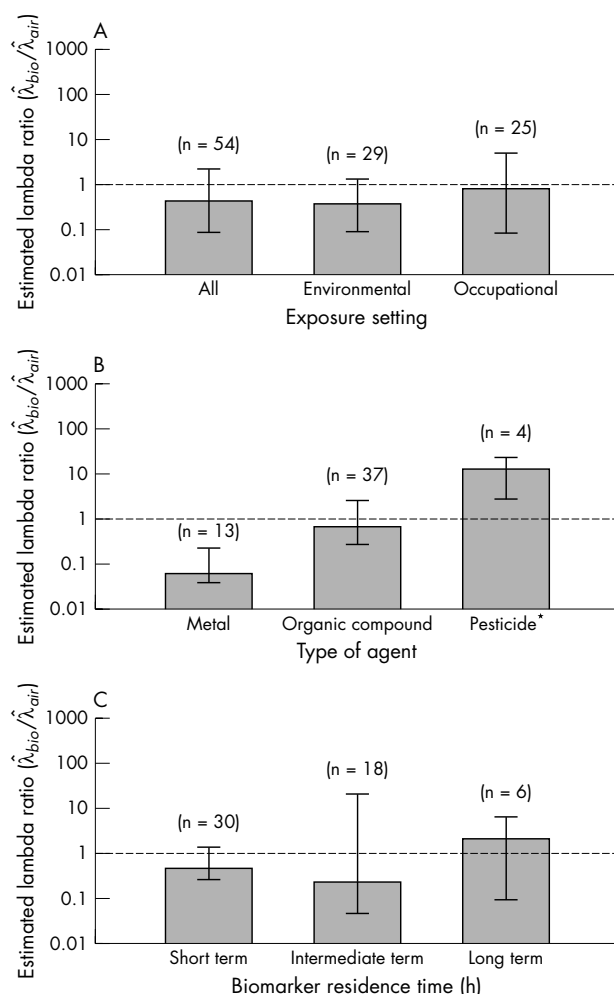 A
Estimated lambda ratio (λ̂bio/λ̂air)
1000
100
10
1
0.1
0.01
(n = 54)
(n = 29)
(n = 25)
All
Environmental
Occupational
Exposure setting
B
Estimated lambda ratio (λ̂bio/λ̂air)
1000
100
10
1
0.1
0.01
(n = 13)
(n = 37)
(n = 4)
Metal
Organic compound
Pesticide*
Type of agent
C
Estimated lambda ratio (λ̂bio/λ̂air)
1000
100
10
1
0.1
0.01
(n = 30)
(n = 18)
(n = 6)
Short term
Intermediate term
Long term
Biomarker residence time (h)